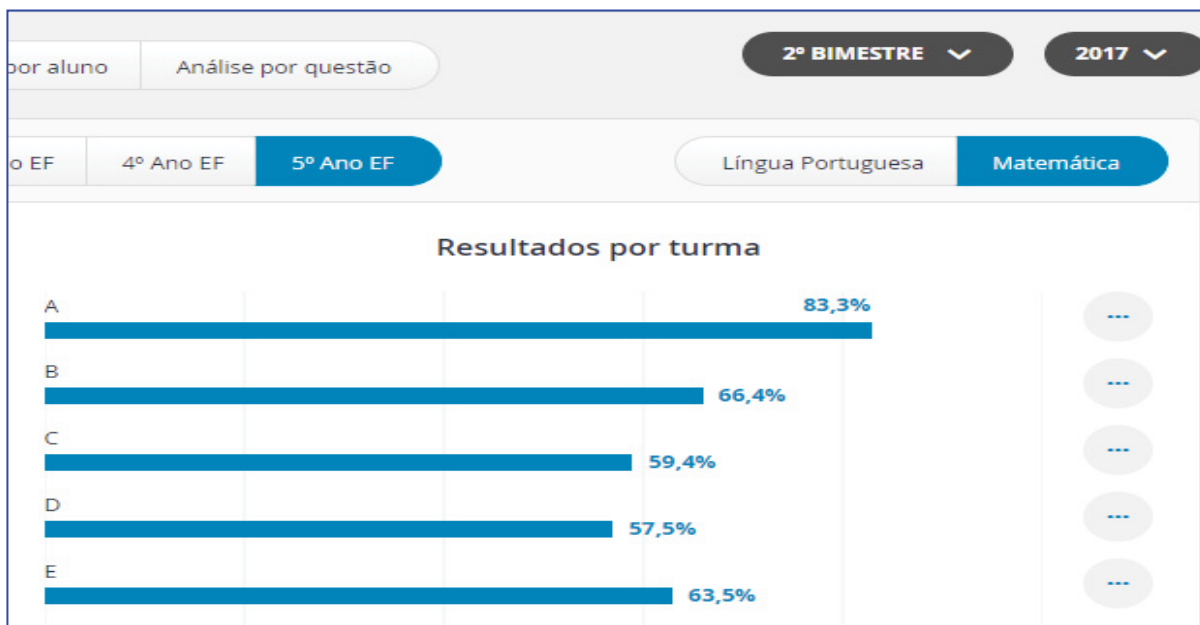 por aluno Análise por questão 2º BIMESTRE 2017
o EF 4º Ano EF 5º Ano EF Língua Portuguesa Matemática
Resultados por turma
A 83,3% ---
B 66,4% ---
C 59,4% ---
D 57,5% ---
E 63,5% ---